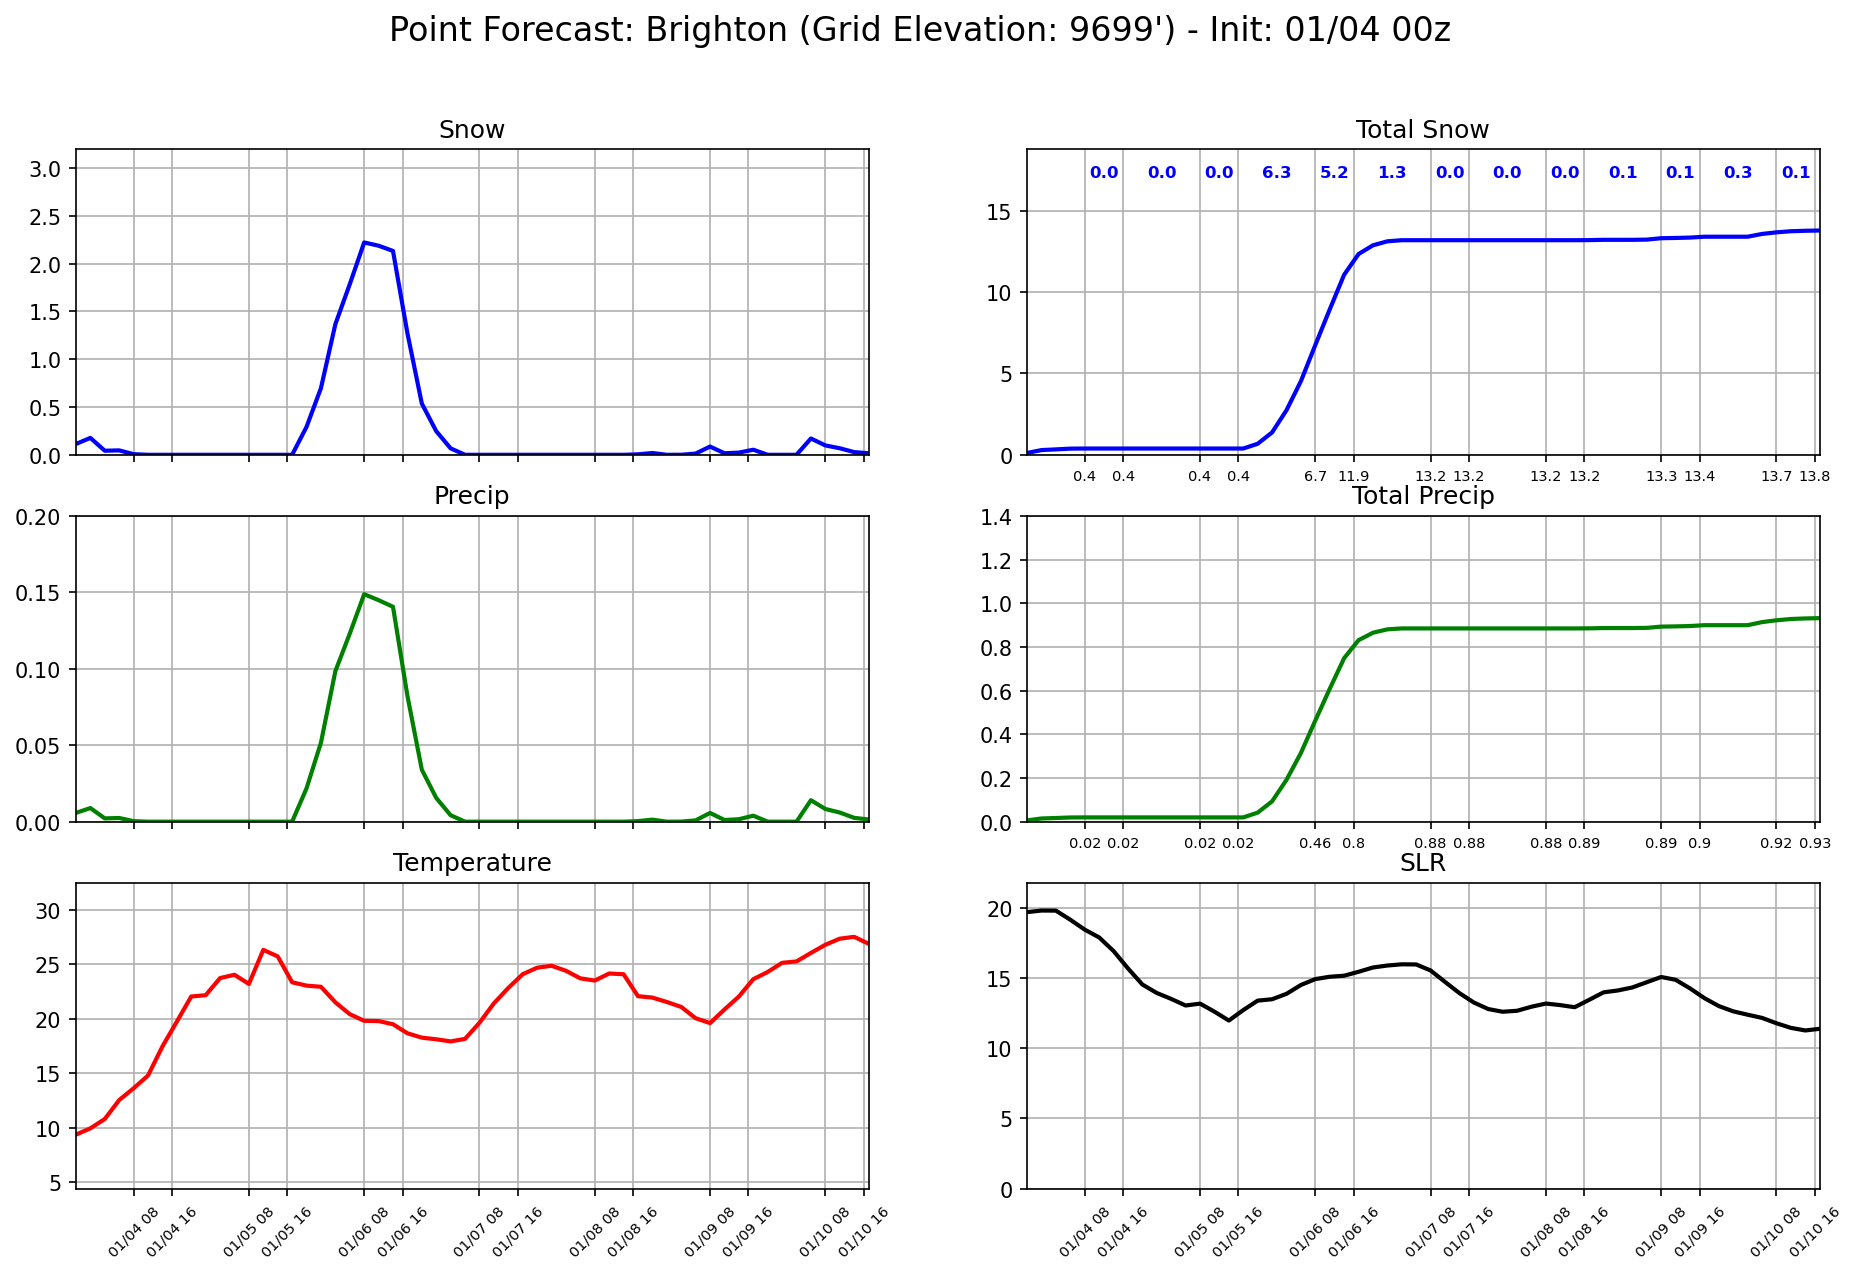 Point Forecast: Brighton (Grid Elevation: 9699') - Init: 01/04 00z
Snow
3.0
2.5
2.0
1.5
1.0
0.5
0.0
Total Snow
0.0 0.0 0.0 6.3 5.2 1.3 0.0 0.0 0.0 0.1 0.1 0.3 0.1
15
10
5
0
0.4 0.4 0.4 0.4 6.7 11.9 13.2 13.2 13.2 13.2 13.3 13.4 13.7 13.8
Precip
0.20
0.15
0.10
0.05
0.00
Total Precip
1.4
1.2
1.0
0.8
0.6
0.4
0.2
0.0
0.02 0.02 0.02 0.02 0.46 0.8 0.88 0.88 0.88 0.89 0.89 0.9 0.92 0.93
Temperature
30
25
20
15
10
5
01/04 08 01/04 16 01/05 08 01/05 16 01/06 08 01/06 16 01/07 08 01/07 16 01/08 08 01/08 16 01/09 08 01/09 16 01/10 08 01/10 16
SLR
20
15
10
5
0
01/04 08 01/04 16 01/05 08 01/05 16 01/06 08 01/06 16 01/07 08 01/07 16 01/08 08 01/08 16 01/09 08 01/09 16 01/10 08 01/10 16